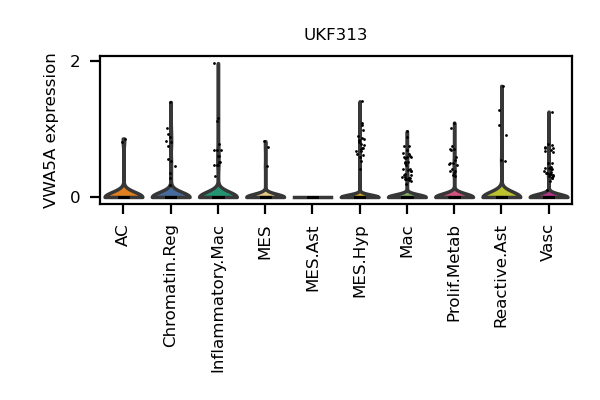 UKF313
VWA5A expression
2
0
AC
Chromatin.Reg
Inflammatory.Mac
MES
MES.Ast
MES.Hyp
Mac
Prolif.Metab
Reactive.Ast
Vasc